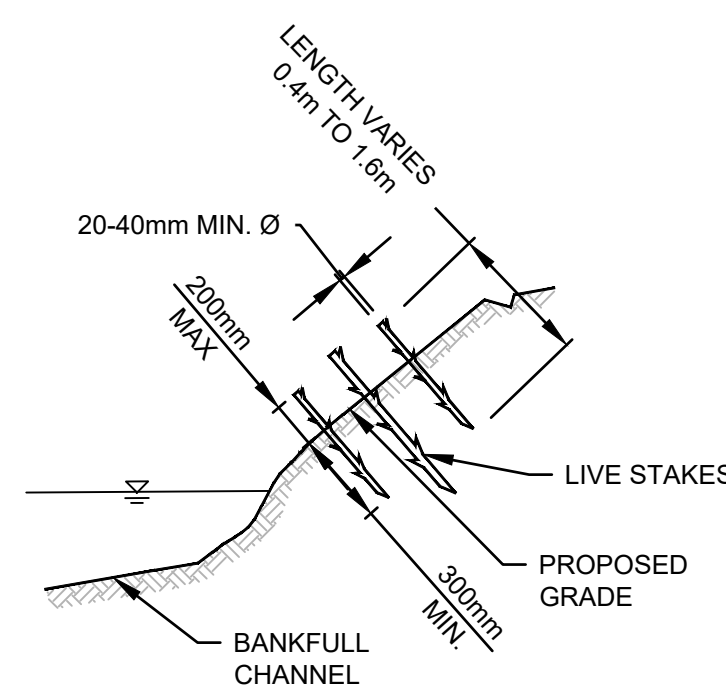 LENGTH VARIES
0.4m TO 1.6m
20-40mm MIN. Ø
200mm
MAX
LIVE STAKES
PROPOSED
GRADE
300mm
MIN.
BANKFULL
CHANNEL